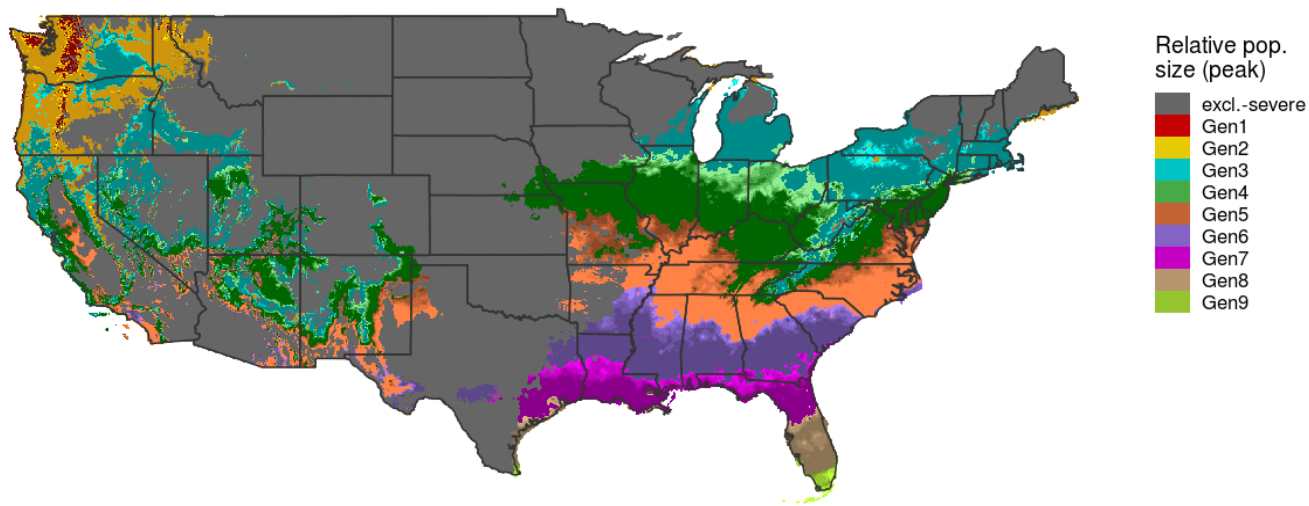 Relative pop.
size (peak)
excl.-severe
Gen1
Gen2
Gen3
Gen4
Gen5
Gen6
Gen7
Gen8
Gen9